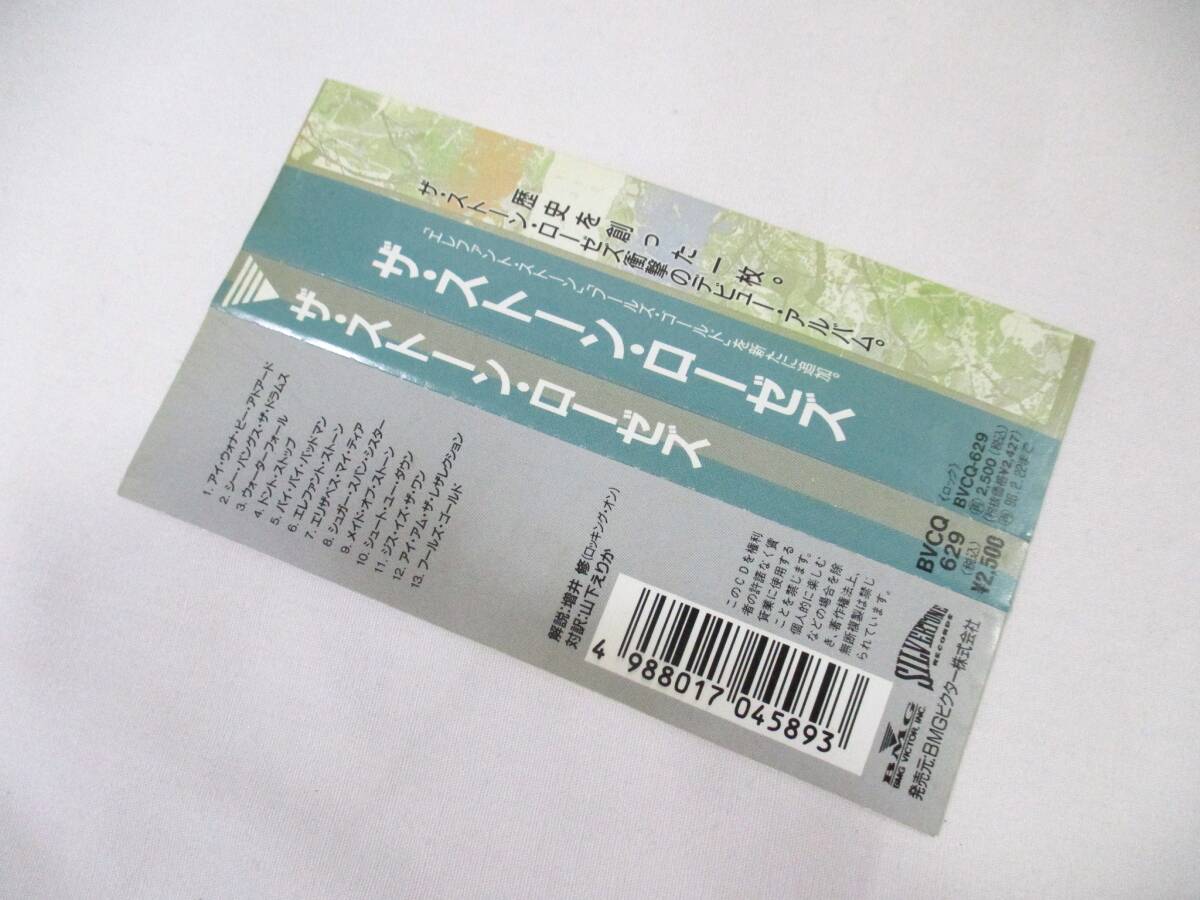 歴史を創った一枚。
ザ・ストーン・ローゼズ衝撃のデビュー・アルバム。
「エレファント・ストーン」「フールズ・ゴールド」を新たに追加。
ザ・ストーン・ローゼズ
《ロック》
BVCQ-629
㊢ 2,500 (税込)
(税抜価格¥2,427)
ザ・ストーン・ローゼズ
BVCQ
629
(税込)
¥2,500
1. アイ・ウォナ・ビー・アドアード
2. シー・バングス・ザ・ドラムス
3. ウォーターフォール
4. ドント・ストップ
5. バイ・バイ・バッドマン
6. エレファント・ストーン
7. エリザベス・マイ・ディア
8. シュガー・スパン・シスター
9. メイド・オブ・ストーン
10. シュート・ユー・ダウン
11. ジス・イズ・ザ・ワン
12. アイ・アム・ザ・レザレクション
13. フールズ・ゴールド
解説:増井 修(ロッキング・オン)
対訳:山下えりか
4 988017 045893
このCDを権利
者の許諾なく賃
貸業に使用する
ことを禁じます。
個人的に楽しむ
などの場合を除
き、著作権法上、
無断複製は禁じ
られています。
SILVERTONE
RECORDS
BMG
BMG VICTOR, INC.
発売元:BMGビクター株式会社